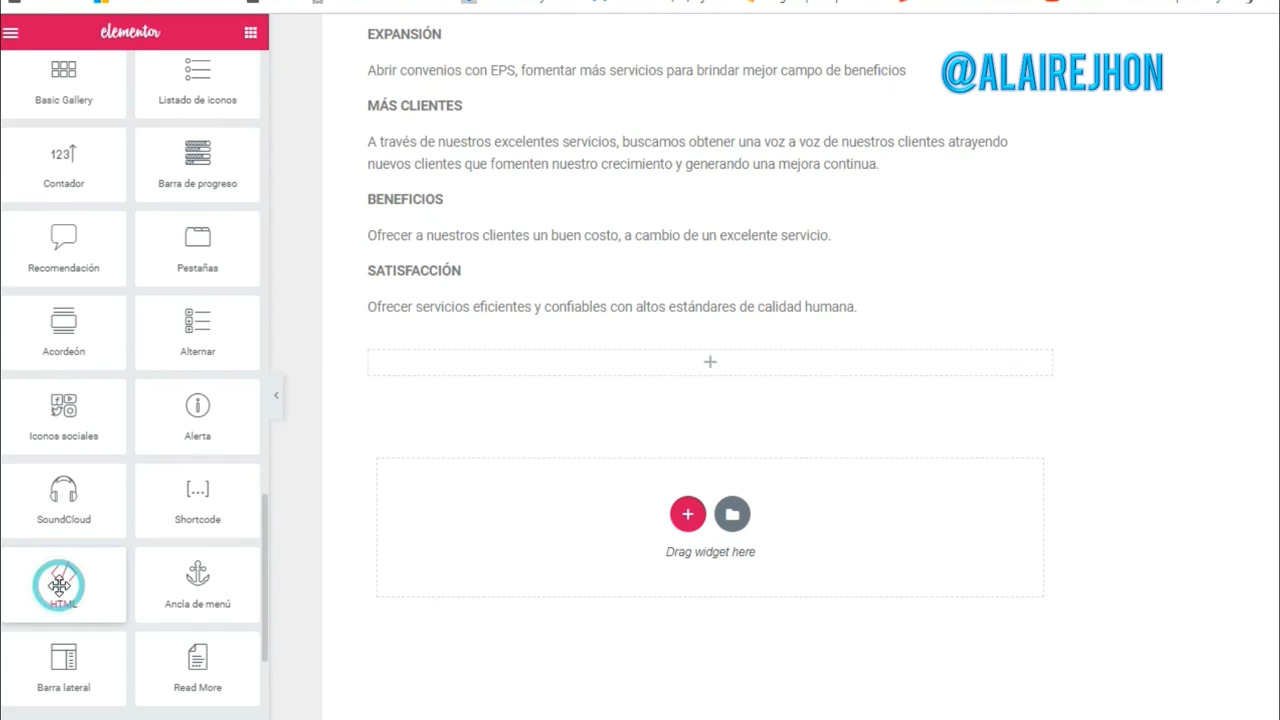 elementor
Basic Gallery
Listado de iconos
123
Contador
Barra de progreso
Recomendación
Pestañas
Acordeón
Alternar
Iconos sociales
Alerta
SoundCloud
[...]
Shortcode
HTML
Ancla de menú
Barra lateral
Read More
EXPANSIÓN
Abrir convenios con EPS, fomentar más servicios para brindar mejor campo de beneficios
@ALAIREJHON
MÁS CLIENTES
A través de nuestros excelentes servicios, buscamos obtener una voz a voz de nuestros clientes atrayendo
nuevos clientes que fomenten nuestro crecimiento y generando una mejora continua.
BENEFICIOS
Ofrecer a nuestros clientes un buen costo, a cambio de un excelente servicio.
SATISFACCIÓN
Ofrecer servicios eficientes y confiables con altos estándares de calidad humana.
Drag widget here